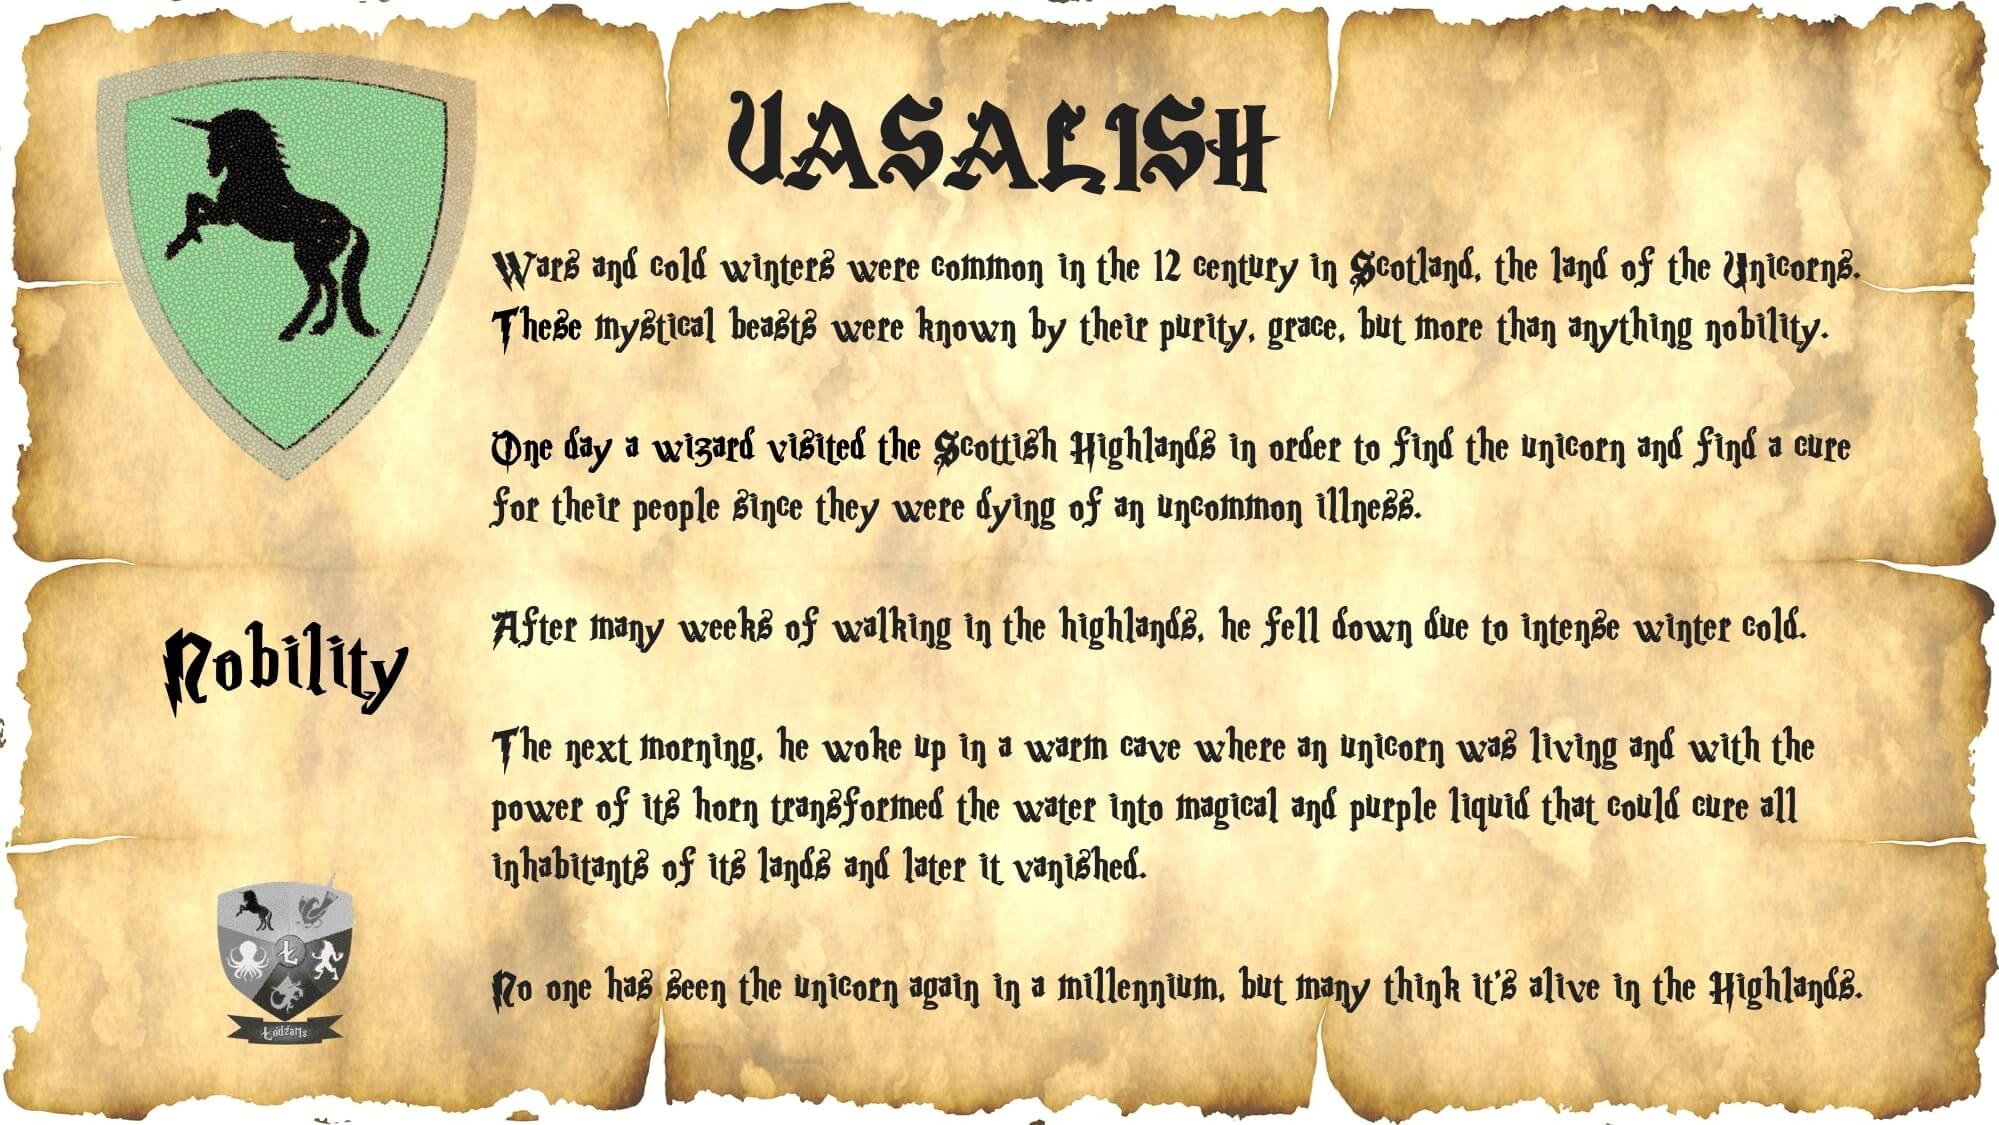 UASALISH
Wars and cold winters were common in the 12 century in Scotland, the land of the Unicorns.
These mystical beasts were known by their purity, grace, but more than anything nobility.
One day a wizard visited the Scottish Highlands in order to find the unicorn and find a cure
for their people since they were dying of an uncommon illness.
After many weeks of walking in the highlands, he fell down due to intense winter cold.
The next morning, he woke up in a warm cave where an unicorn was living and with the
power of its horn transformed the water into magical and purple liquid that could cure all
inhabitants of its lands and later it vanished.
No one has seen the unicorn again in a millennium, but many think it's alive in the Highlands.
Nobility
Ł
Łodzarts